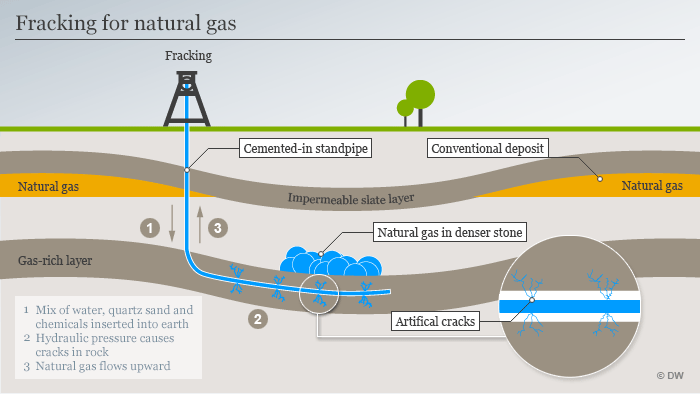 Fracking for natural gas
Fracking
Cemented-in standpipe
Conventional deposit
Natural gas
Natural gas
Impermeable slate layer
1
3
Natural gas in denser stone
Gas-rich layer
2
Artifical cracks
1 Mix of water, quartz sand and
chemicals inserted into earth
2 Hydraulic pressure causes
cracks in rock
3 Natural gas flows upward
© DW